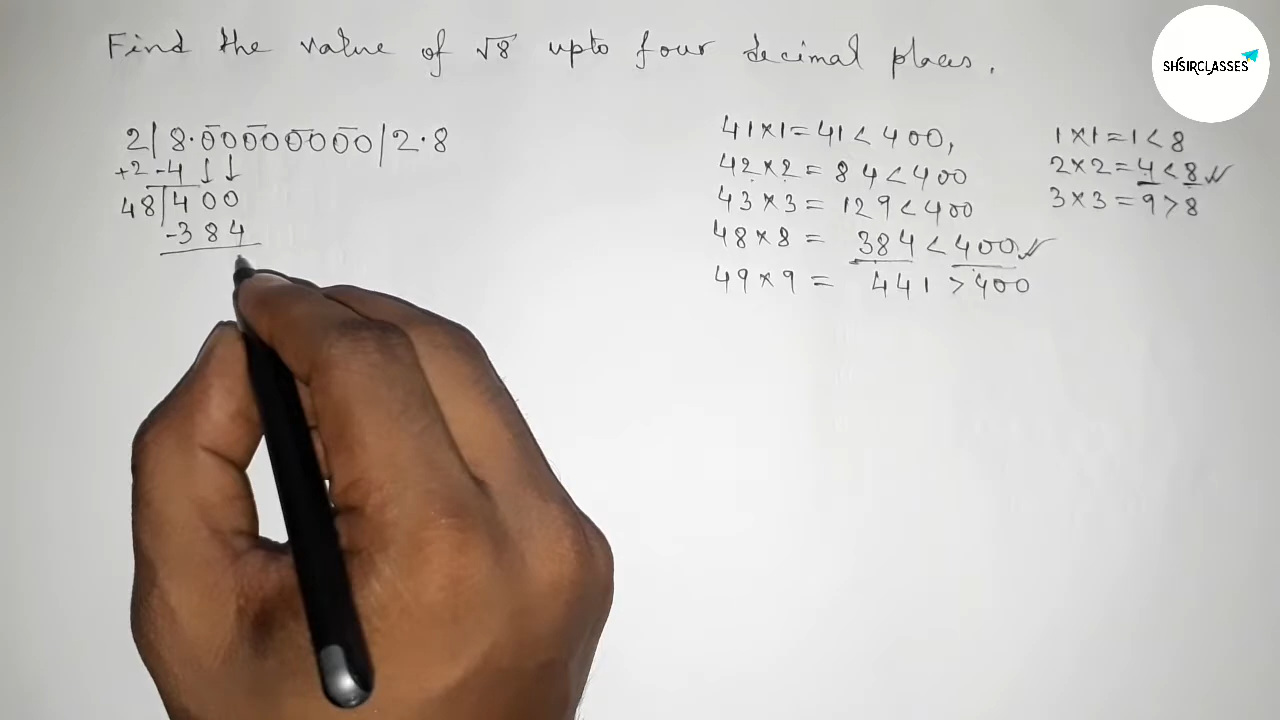 Find the value of √8 upto four decimal places.
SHSIRCLASSES
2 | 8.00000000 | 2.8
+2 -4 ↓ ↓
48 | 400
-384
41×1=41<400,
42×2=84<400
43×3=129<400
48×8=384<400✓
49×9=441>400
1×1=1<8
2×2=4<8✓
3×3=9>8